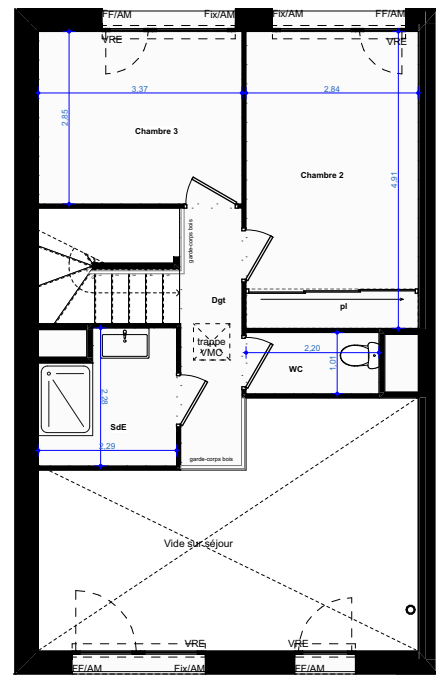 FF/AM
Fix/AM
Fix/AM
FF/AM
VRE
VRE
3,37
2,84
2,85
Chambre 3
Chambre 2
4,91
garde-corps bois
Dgt
pl
trappe
VMC
2,20
1,01
WC
2,28
SdE
2,29
garde-corps bois
Vide sur séjour
VRE
VRE
FF/AM
Fix/AM
FF/AM